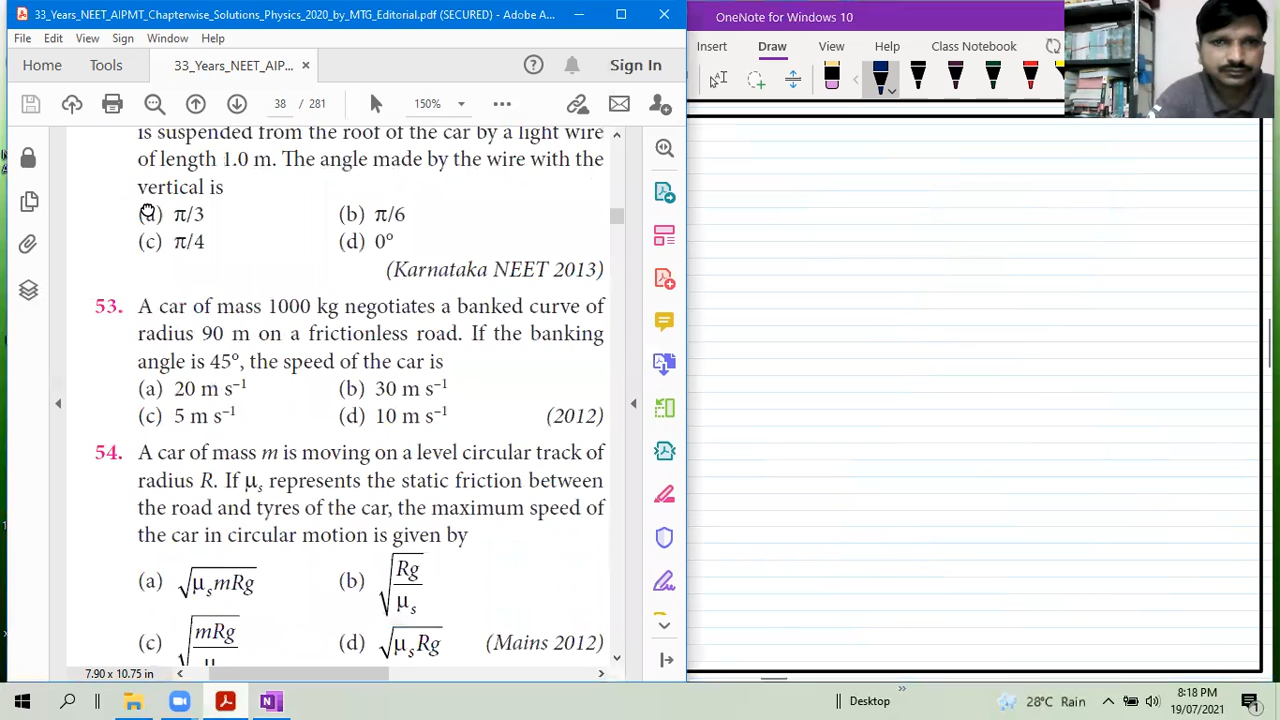 33_Years_NEET_AIPMT_Chapterwise_Solutions_Physics_2020_by_MTG_Editorial.pdf (SECURED) - Adobe A...
OneNote for Windows 10
File Edit View Sign Window Help
Insert Draw View Help Class Notebook
Home Tools 33_Years_NEET_AIP... × Sign In
38 / 281 150%
is suspended from the roof of the car by a light wire
of length 1.0 m. The angle made by the wire with the
vertical is
(a) π/3 (b) π/6
(c) π/4 (d) 0°
(Karnataka NEET 2013)
53. A car of mass 1000 kg negotiates a banked curve of
radius 90 m on a frictionless road. If the banking
angle is 45°, the speed of the car is
(a) 20 m s⁻¹ (b) 30 m s⁻¹
(c) 5 m s⁻¹ (d) 10 m s⁻¹ (2012)
54. A car of mass m is moving on a level circular track of
radius R. If μₛ represents the static friction between
the road and tyres of the car, the maximum speed of
the car in circular motion is given by
(a) √(μₛmRg) (b) √(Rg/μₛ)
(c) √(mRg/μ (d) √(μₛRg) (Mains 2012)
7.90 x 10.75 in
Desktop 28°C Rain 8:18 PM
19/07/2021